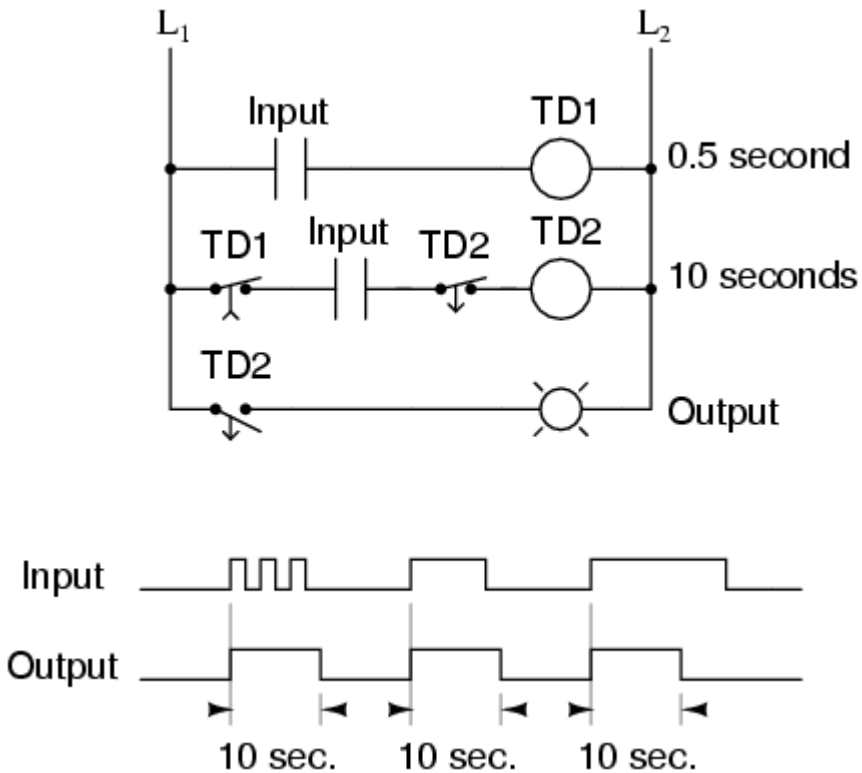 L1 L2
Input TD1
0.5 second
TD1 Input TD2 TD2
10 seconds
TD2
Output
Input
Output
10 sec. 10 sec. 10 sec.